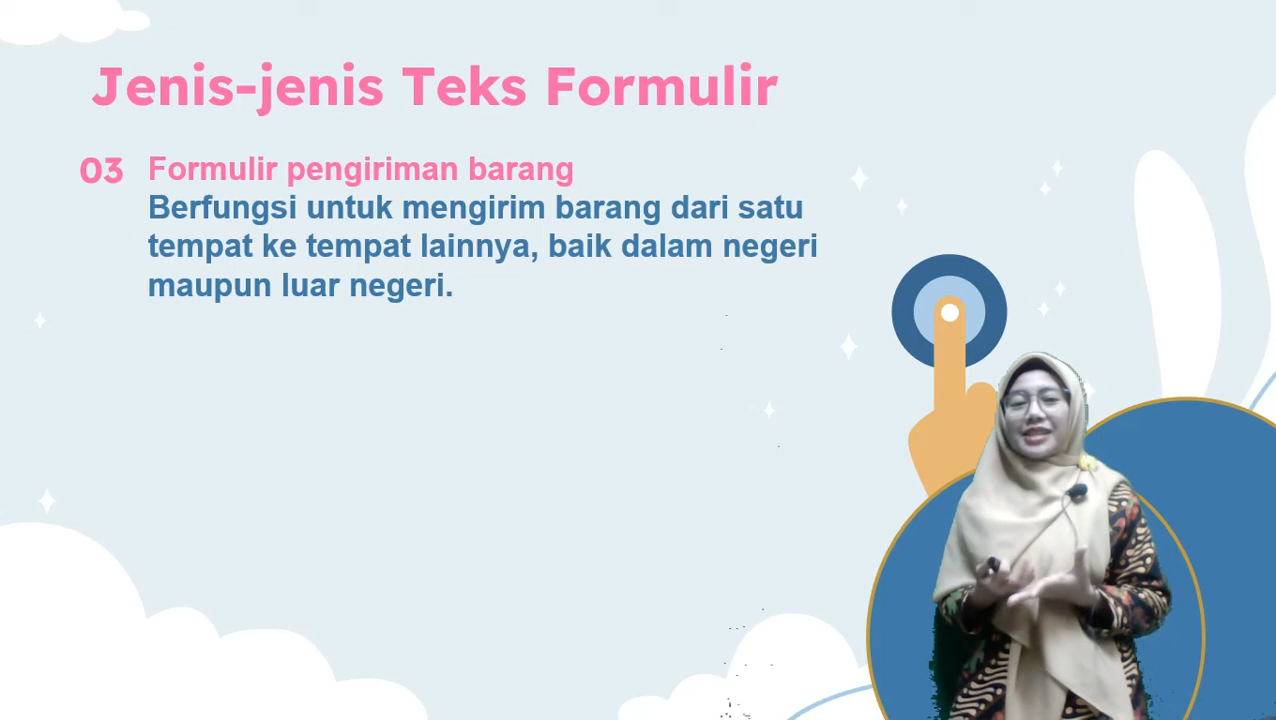 Jenis-jenis Teks Formulir
03 Formulir pengiriman barang
Berfungsi untuk mengirim barang dari satu
tempat ke tempat lainnya, baik dalam negeri
maupun luar negeri.